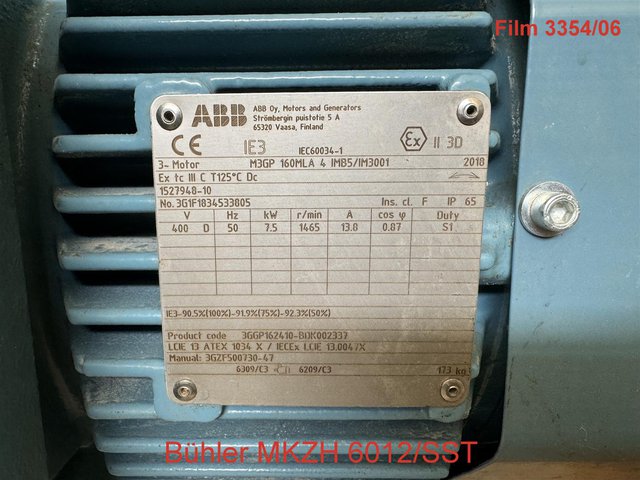 Film 3354/06
ABB
ABB Oy, Motors and Generators
Strömbergin puistotie 5 A
65320 Vaasa, Finland
CE IE3 IEC60034-1 Ex II 3D
3~ Motor M3GP 160MLA 4 IMB5/IM3001 2018
Ex tc III C T125°C Dc
1527948-10
No. 3G1F1834533805 Ins. cl. F IP 65
V Hz kW r/min A cos φ Duty
400 D 50 7.5 1465 13.8 0.87 S1
IE3-90.5%(100%)-91.9%(75%)-92.3%(50%)
Product code 3GGP162410-BDK002337
LCIE 13 ATEX 1034 X / IECEx LCIE 13.0047X
Manual: 3GZF500730-47
6309/C3 6209/C3 173 kg
Bühler MKZH 6012/SST